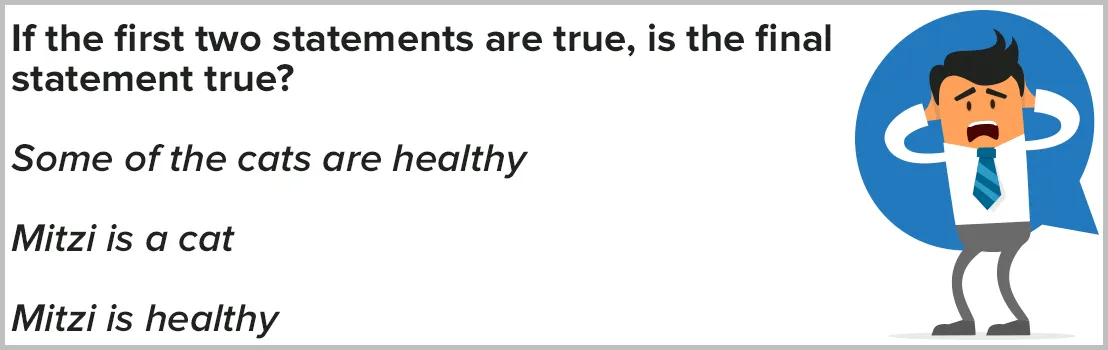 If the first two statements are true, is the final
statement true?
Some of the cats are healthy
Mitzi is a cat
Mitzi is healthy